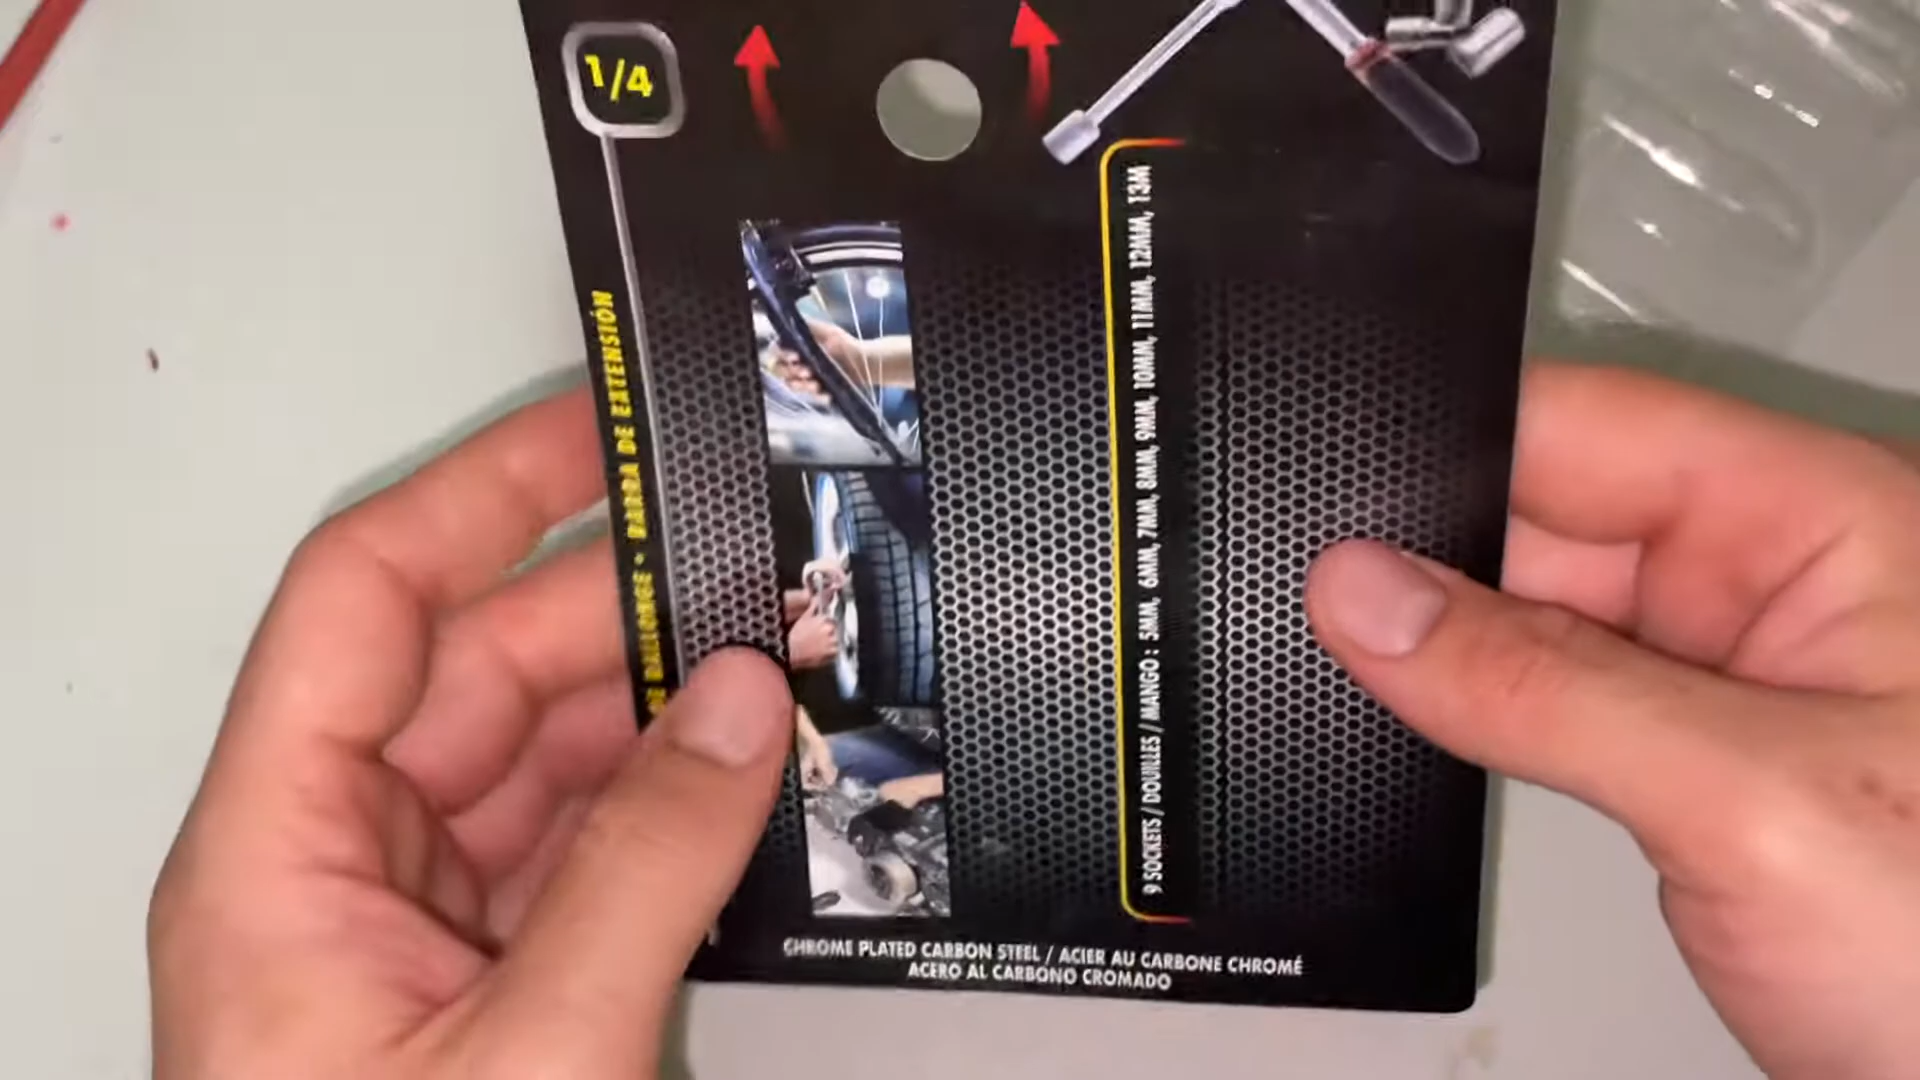 1/4
BARRA DE EXTENSIÓN
9 SOCKETS / DOUILLES / MANGO : 5MM, 6MM, 7MM, 8MM, 9MM, 10MM, 11MM, 12MM, 13M
CHROME PLATED CARBON STEEL / ACIER AU CARBONE CHROMÉ
ACERO AL CARBONO CROMADO